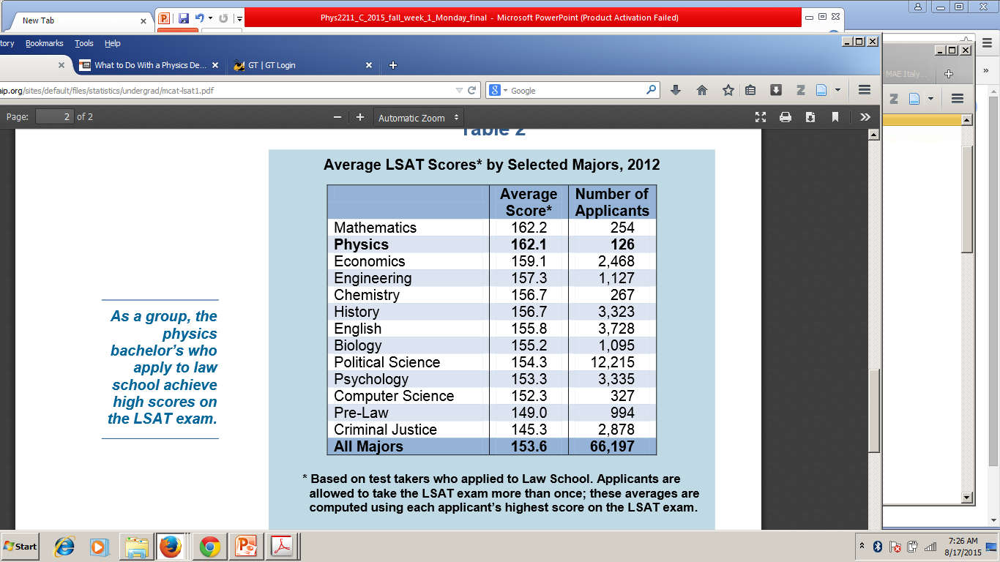 New Tab
Phys2211_C_2015_fall_week_1_Monday_final - Microsoft PowerPoint (Product Activation Failed)
tory Bookmarks Tools Help
What to Do With a Physics De... GT | GT Login
MAE Italy...
aip.org/sites/default/files/statistics/undergrad/mcat-lsat1.pdf
Google
Page: 2 of 2
Automatic Zoom
Table 2
Average LSAT Scores* by Selected Majors, 2012
Average Number of
Score* Applicants
Mathematics 162.2 254
Physics 162.1 126
Economics 159.1 2,468
Engineering 157.3 1,127
Chemistry 156.7 267
History 156.7 3,323
English 155.8 3,728
Biology 155.2 1,095
Political Science 154.3 12,215
Psychology 153.3 3,335
Computer Science 152.3 327
Pre-Law 149.0 994
Criminal Justice 145.3 2,878
All Majors 153.6 66,197
As a group, the
physics
bachelor's who
apply to law
school achieve
high scores on
the LSAT exam.
* Based on test takers who applied to Law School. Applicants are
allowed to take the LSAT exam more than once; these averages are
computed using each applicant's highest score on the LSAT exam.
Start
7:26 AM
8/17/2015